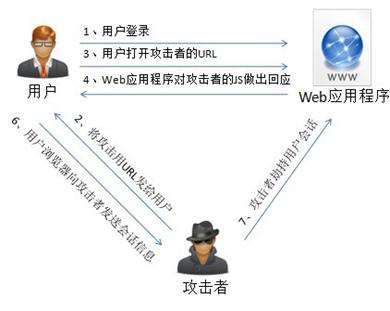 1、用户登录
3、用户打开攻击者的URL
4、Web应用程序对攻击者的JS做出回应
WWW
用户
Web应用程序
2、将攻击用URL发给用户
6、用户浏览器向攻击者发送会话信息
7、攻击者劫持用户会话
攻击者